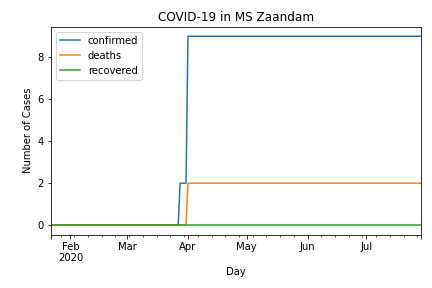 COVID-19 in MS Zaandam
confirmed
deaths
recovered
Number of Cases
8
6
4
2
0
Feb Mar Apr May Jun Jul
2020
Day